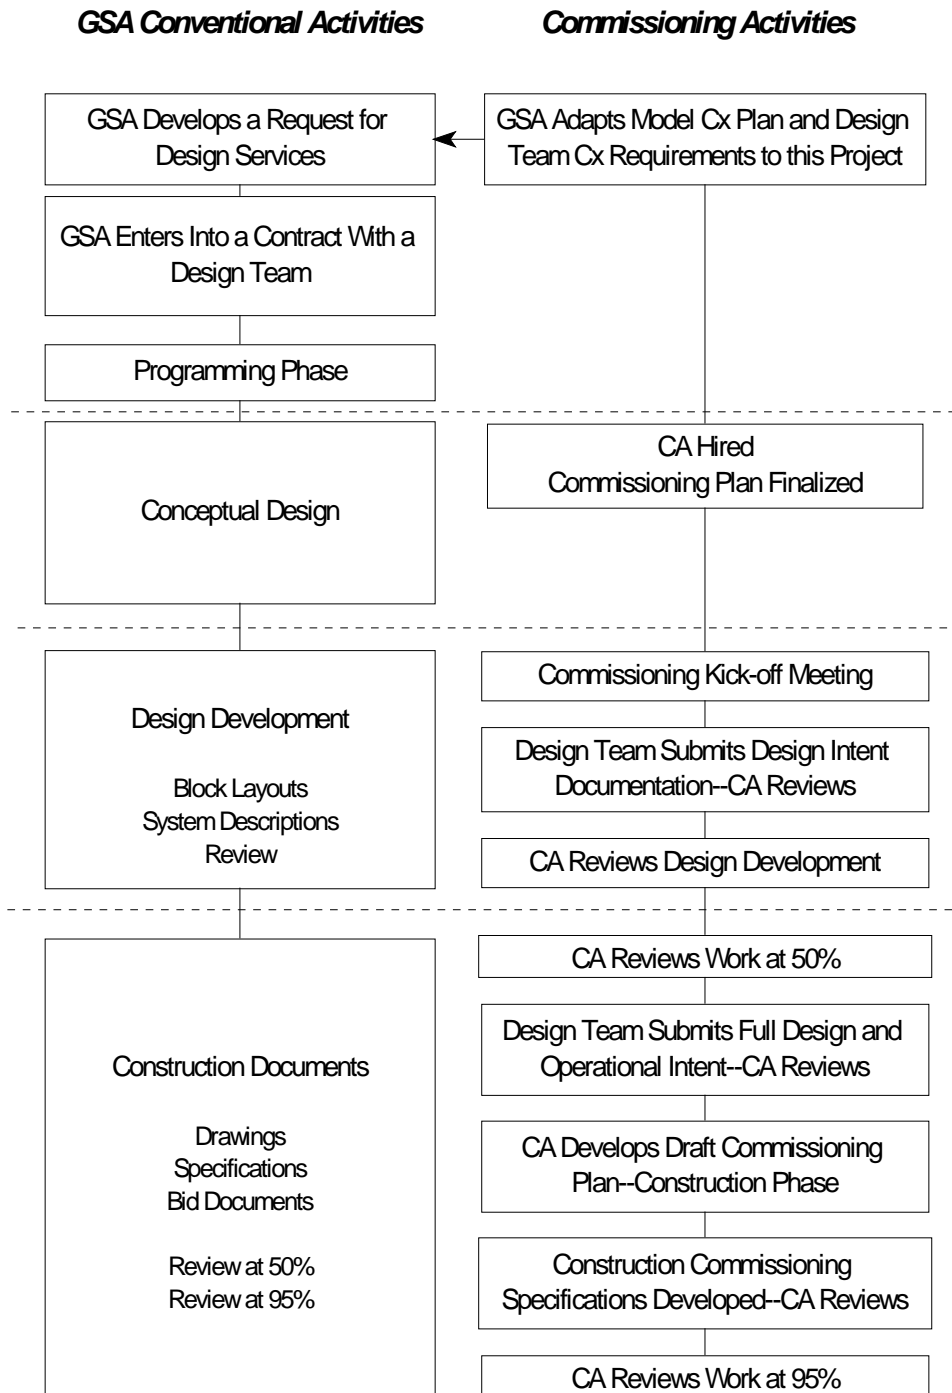 GSA Conventional Activities
Commissioning Activities
GSA Develops a Request for
Design Services
GSA Adapts Model Cx Plan and Design
Team Cx Requirements to this Project
GSA Enters Into a Contract With a
Design Team
Programming Phase
Conceptual Design
CA Hired
Commissioning Plan Finalized
Design Development
Block Layouts
System Descriptions
Review
Commissioning Kick-off Meeting
Design Team Submits Design Intent
Documentation--CA Reviews
CA Reviews Design Development
Construction Documents
Drawings
Specifications
Bid Documents
Review at 50%
Review at 95%
CA Reviews Work at 50%
Design Team Submits Full Design and
Operational Intent--CA Reviews
CA Develops Draft Commissioning
Plan--Construction Phase
Construction Commissioning
Specifications Developed--CA Reviews
CA Reviews Work at 95%